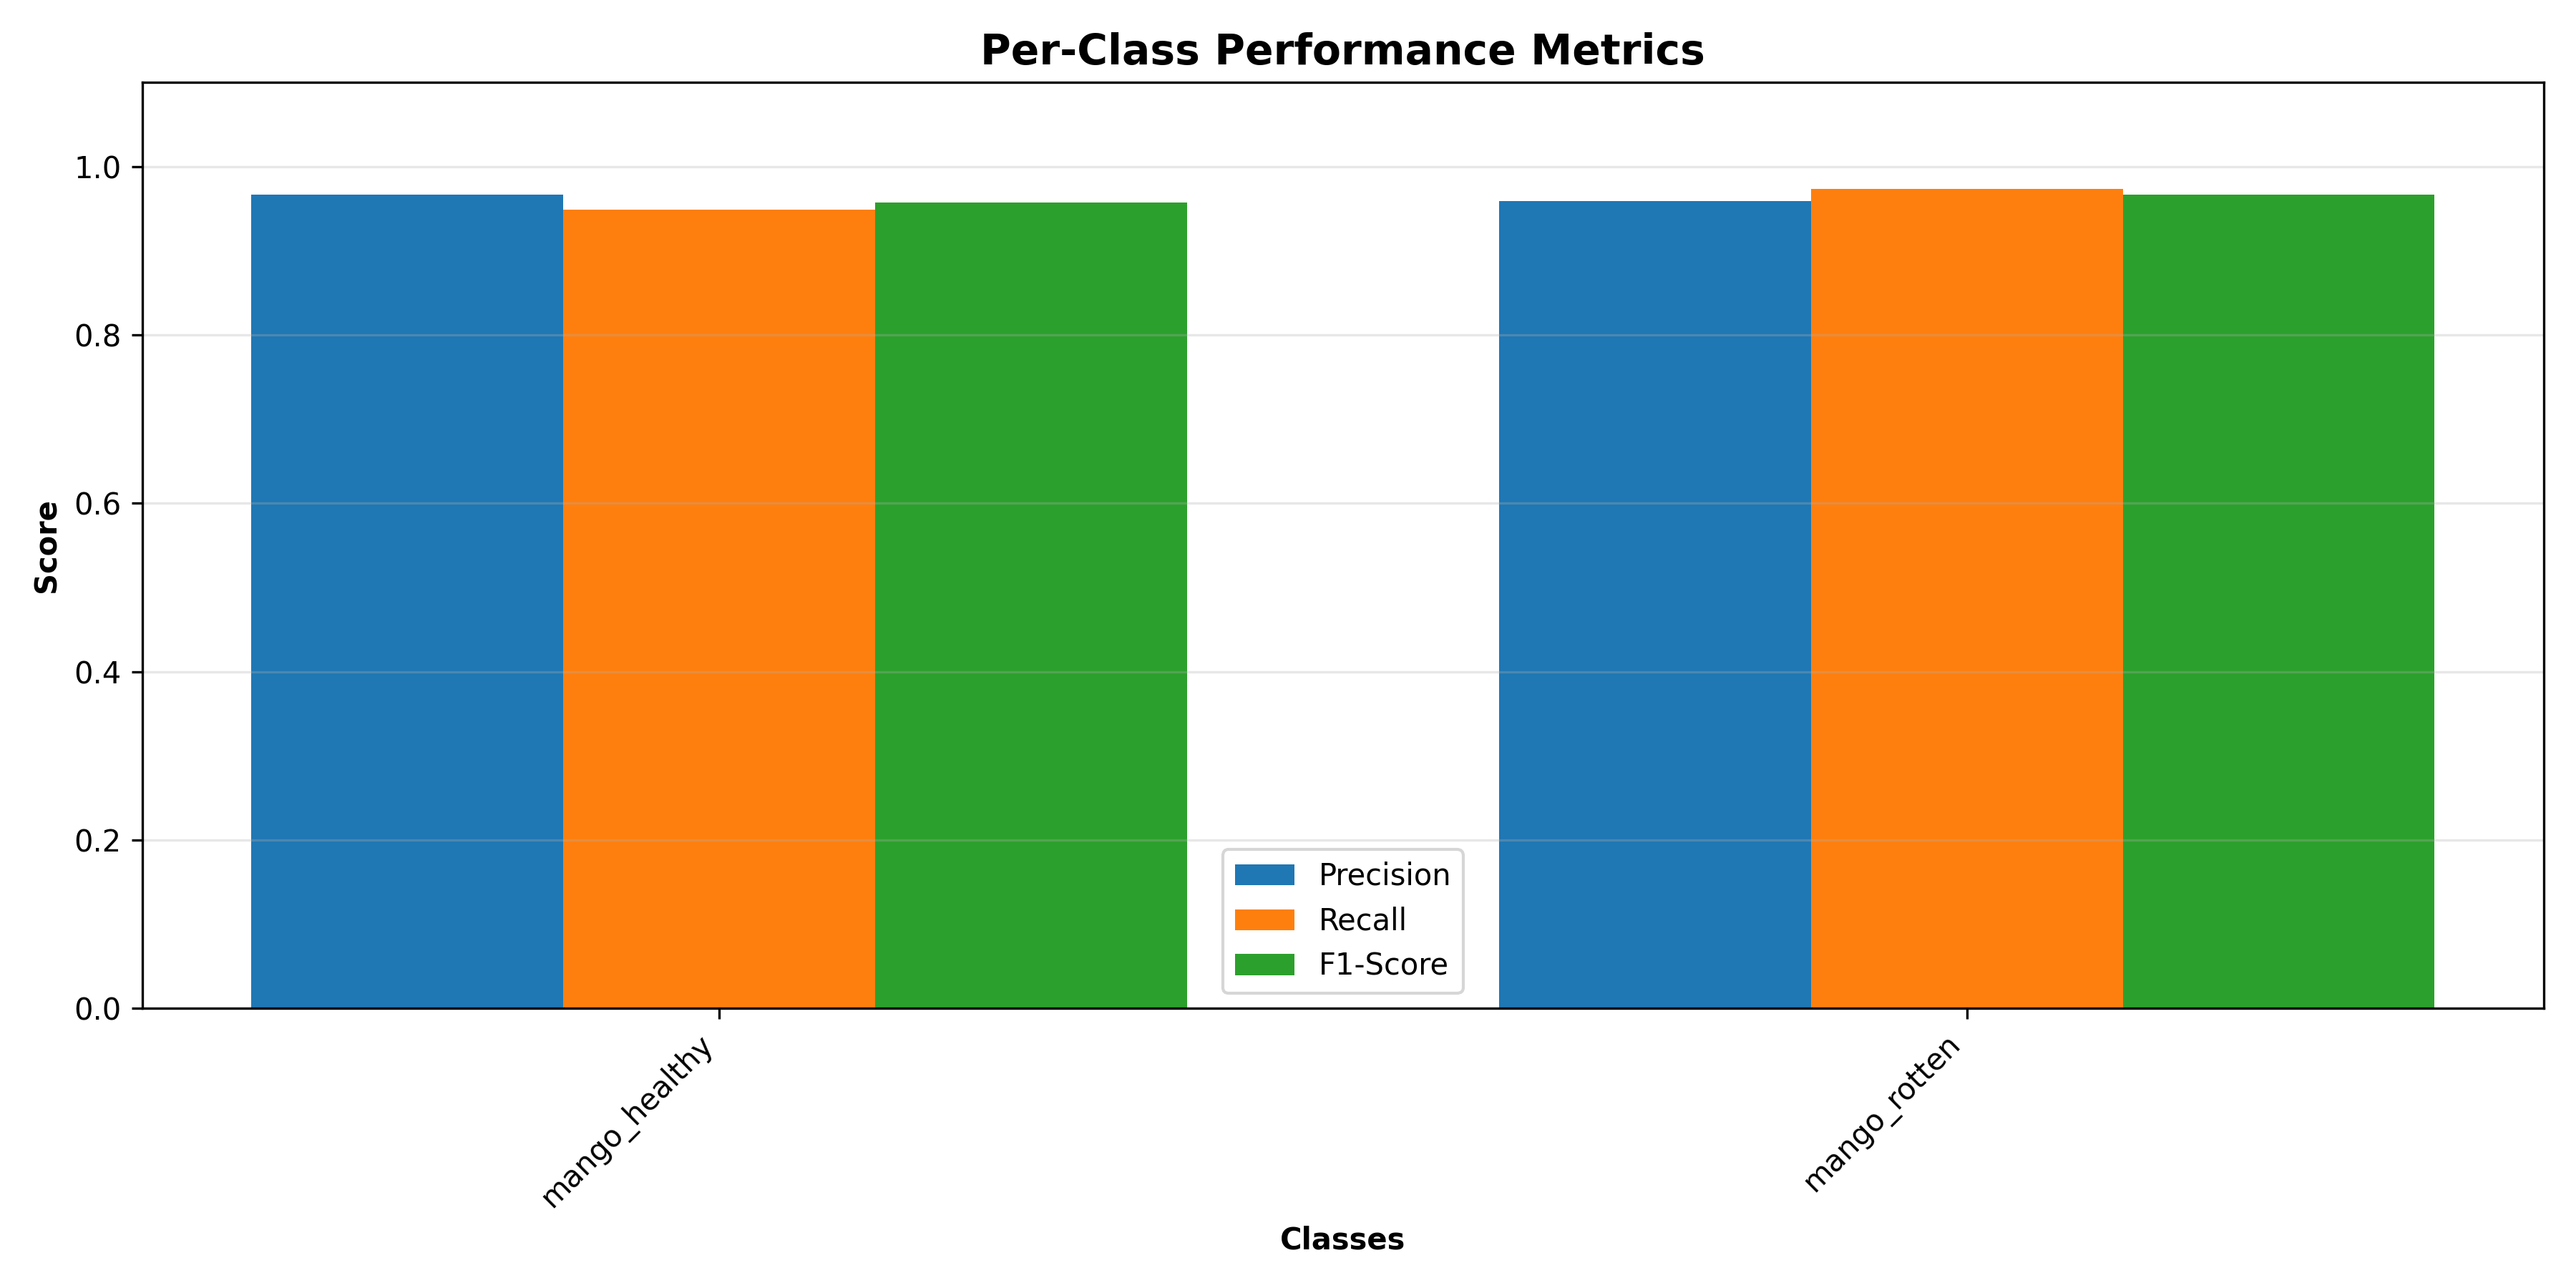 Per-Class Performance Metrics
Score
1.0
0.8
0.6
0.4
0.2
0.0
Precision
Recall
F1-Score
mango_healthy
mango_rotten
Classes